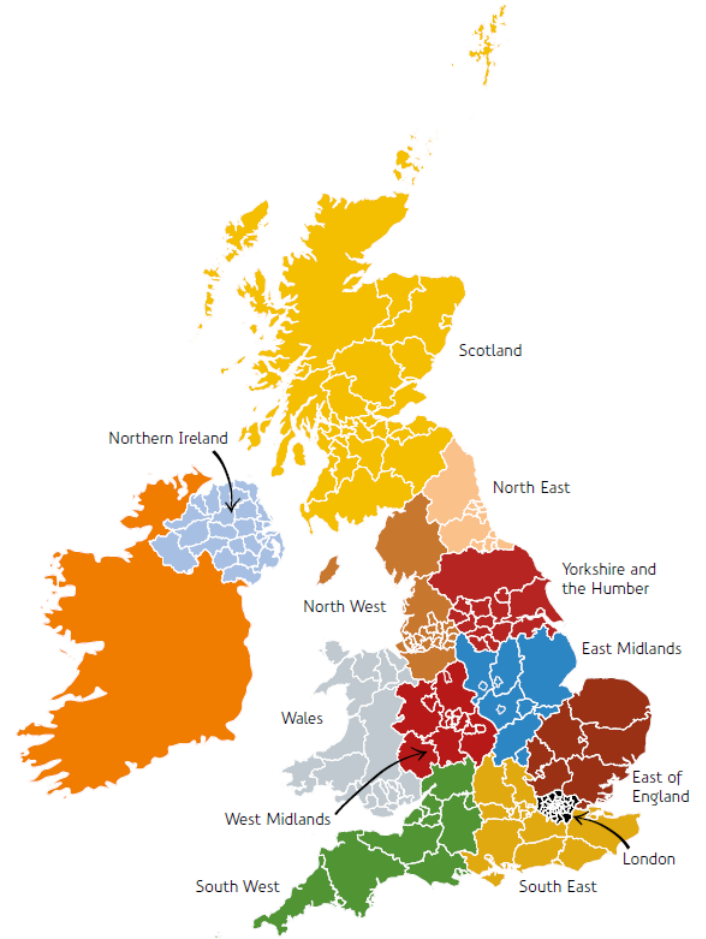 Scotland
Northern Ireland
North East
Yorkshire and
the Humber
North West
East Midlands
Wales
East of
England
West Midlands
London
South West
South East